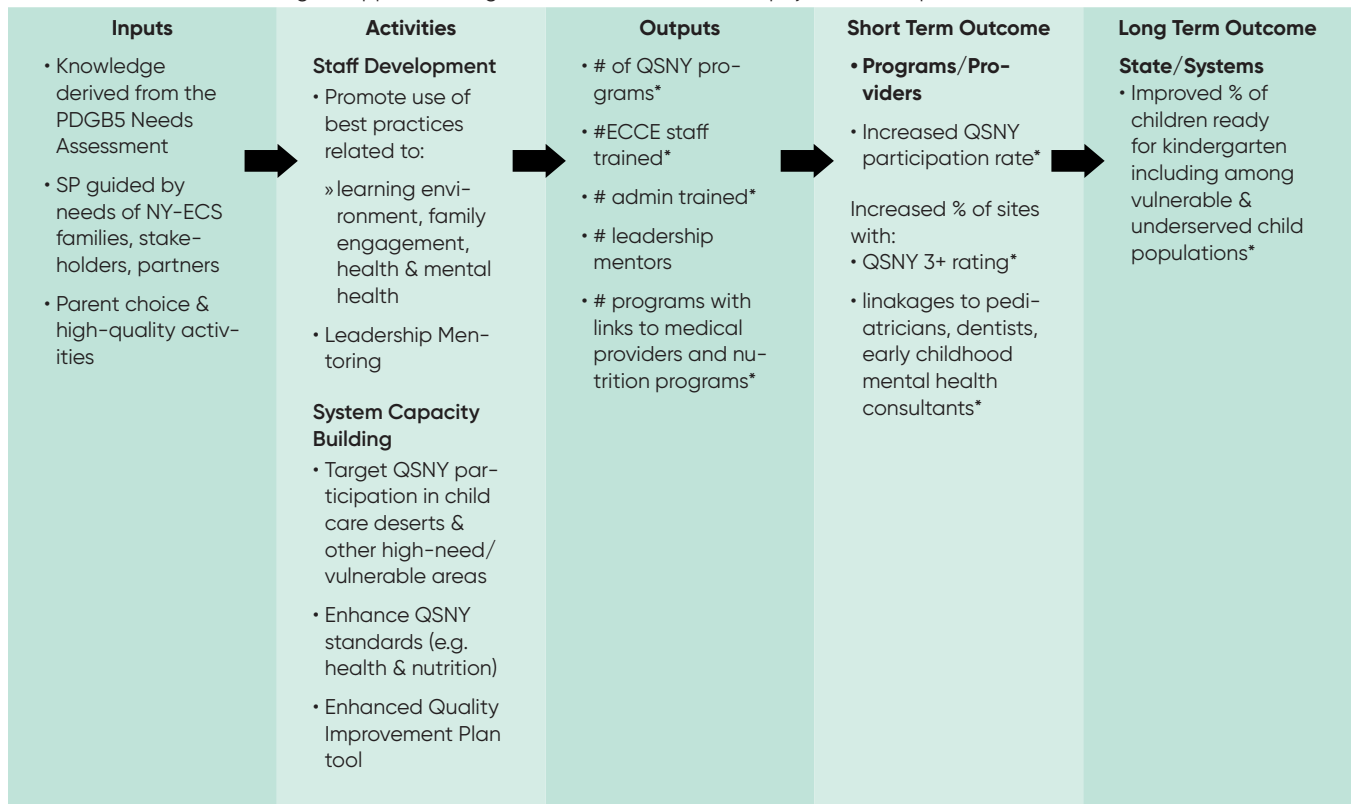 Inputs
• Knowledge
derived from the
PDGB5 Needs
Assessment
• SP guided by
needs of NY-ECS
families, stake-
holders, partners
• Parent choice &
high-quality activ-
ities
Activities
Staff Development
• Promote use of
best practices
related to:
» learning envi-
ronment, family
engagement,
health & mental
health
• Leadership Men-
toring
System Capacity
Building
• Target QSNY par-
ticipation in child
care deserts &
other high-need/
vulnerable areas
• Enhance QSNY
standards (e.g.
health & nutrition)
• Enhanced Quality
Improvement Plan
tool
Outputs
• # of QSNY pro-
grams*
• #ECCE staff
trained*
• # admin trained*
• # leadership
mentors
• # programs with
links to medical
providers and nu-
trition programs*
Short Term Outcome
• Programs/Pro-
viders
• Increased QSNY
participation rate*
Increased % of sites
with:
• QSNY 3+ rating*
• linakages to pedi-
atricians, dentists,
early childhood
mental health
consultants*
Long Term Outcome
State/Systems
• Improved % of
children ready
for kindergarten
including among
vulnerable &
underserved child
populations*